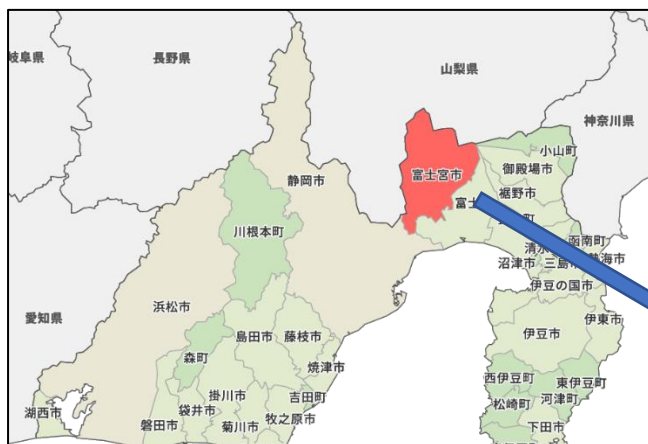 岐阜県
長野県
山梨県
神奈川県
小山町
御殿場市
富士宮市
裾野市
静岡市
富士
町
川根本町
函南町
清水
三島市
熱海市
沼津市
伊豆の国市
愛知県
浜松市
島田市
藤枝市
伊豆市
伊東市
森町
焼津市
西伊豆町
東伊豆町
掛川市
吉田町
河津町
湖西市
袋井市
牧之原市
松崎町
磐田市
菊川市
下田市